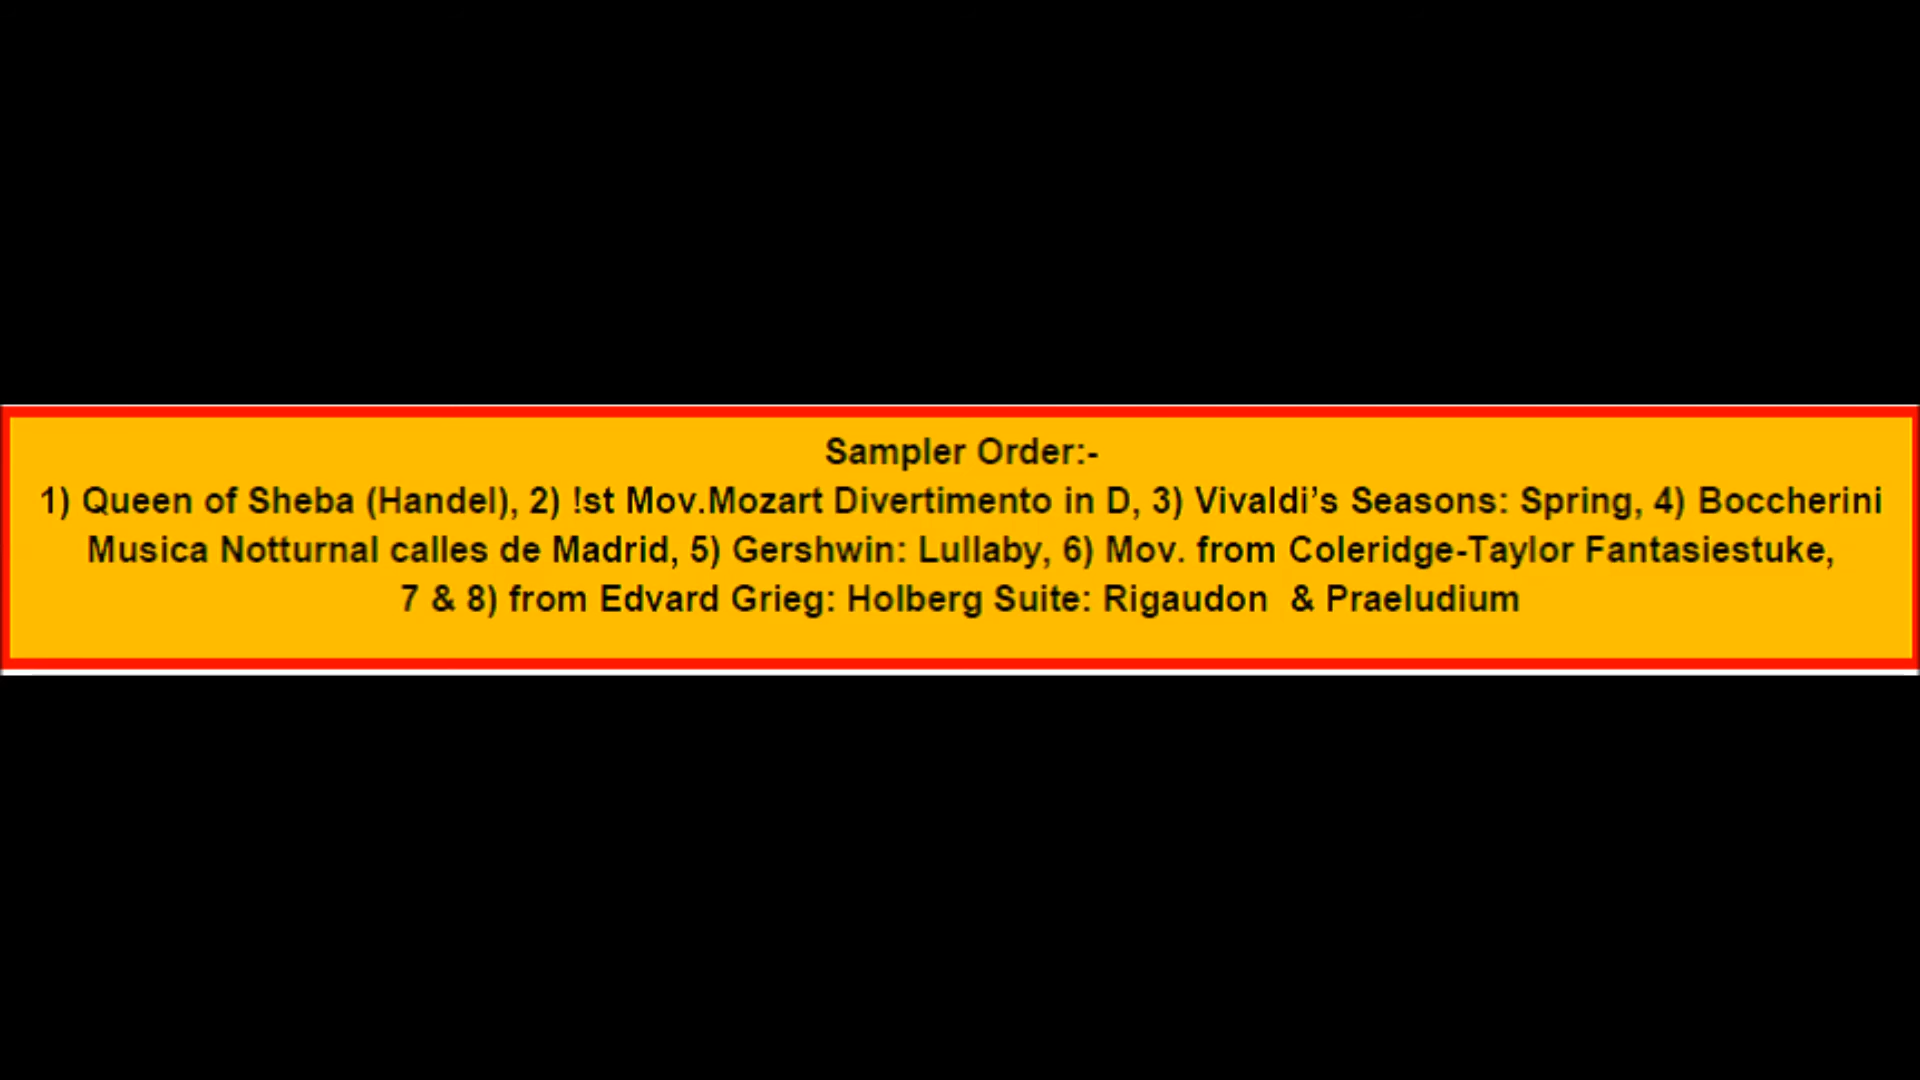 Sampler Order:-
1) Queen of Sheba (Handel), 2) !st Mov.Mozart Divertimento in D, 3) Vivaldi’s Seasons: Spring, 4) Boccherini
Musica Notturnal calles de Madrid, 5) Gershwin: Lullaby, 6) Mov. from Coleridge-Taylor Fantasiestuke,
7 & 8) from Edvard Grieg: Holberg Suite: Rigaudon  & Praeludium